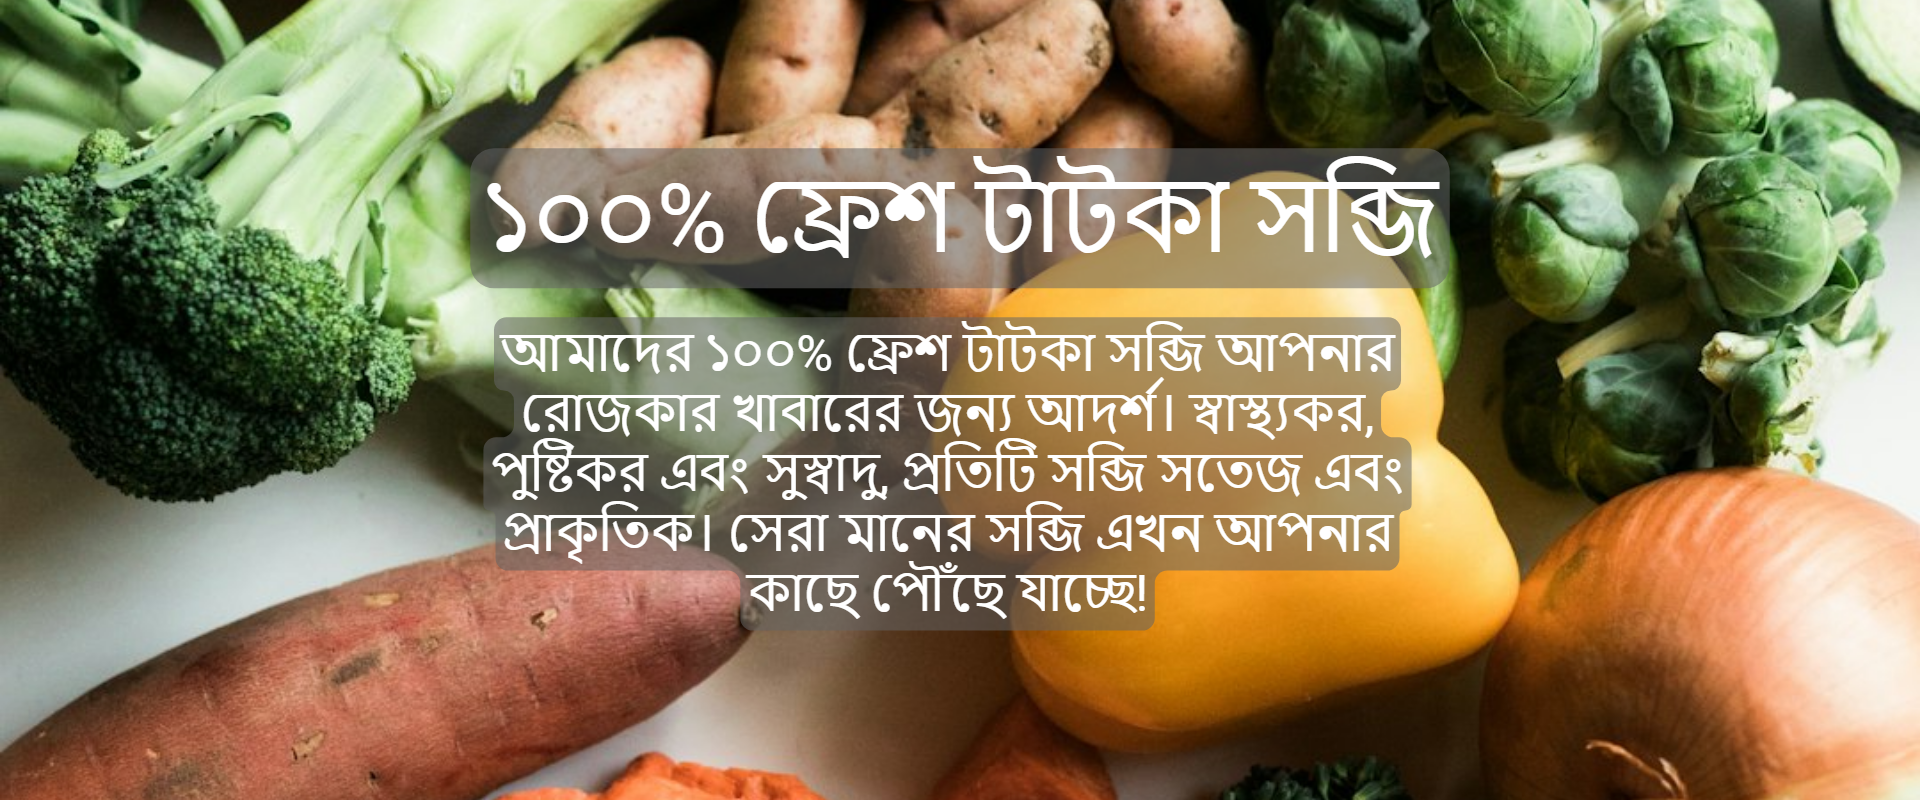 ১০০% ফ্রেশ টাটকা সব্জি
আমাদের ১০০% ফ্রেশ টাটকা সব্জি আপনার
রোজকার খাবারের জন্য আদর্শ। স্বাস্থ্যকর,
পুষ্টিকর এবং সুস্বাদু, প্রতিটি সব্জি সতেজ এবং
প্রাকৃতিক। সেরা মানের সব্জি এখন আপনার
কাছে পৌঁছে যাচ্ছে!